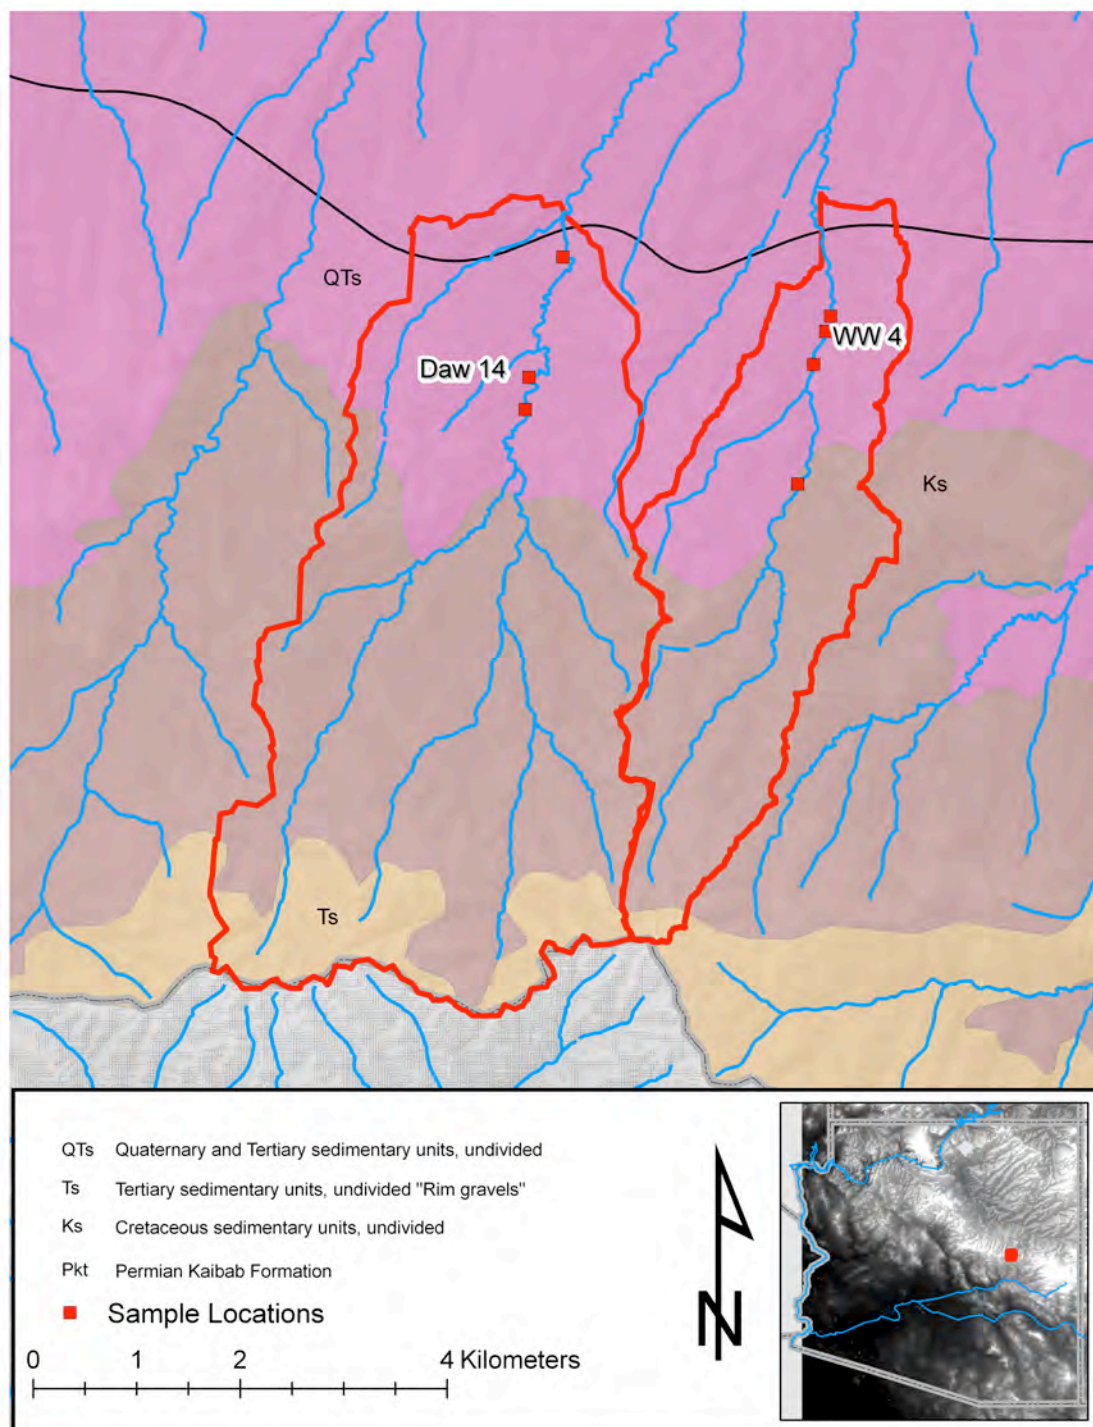 QTs
Daw 14
WW 4
Ks
Ts
QTs Quaternary and Tertiary sedimentary units, undivided
Ts Tertiary sedimentary units, undivided "Rim gravels"
Ks Cretaceous sedimentary units, undivided
Pkt Permian Kaibab Formation
Sample Locations
0 1 2 4 Kilometers
N